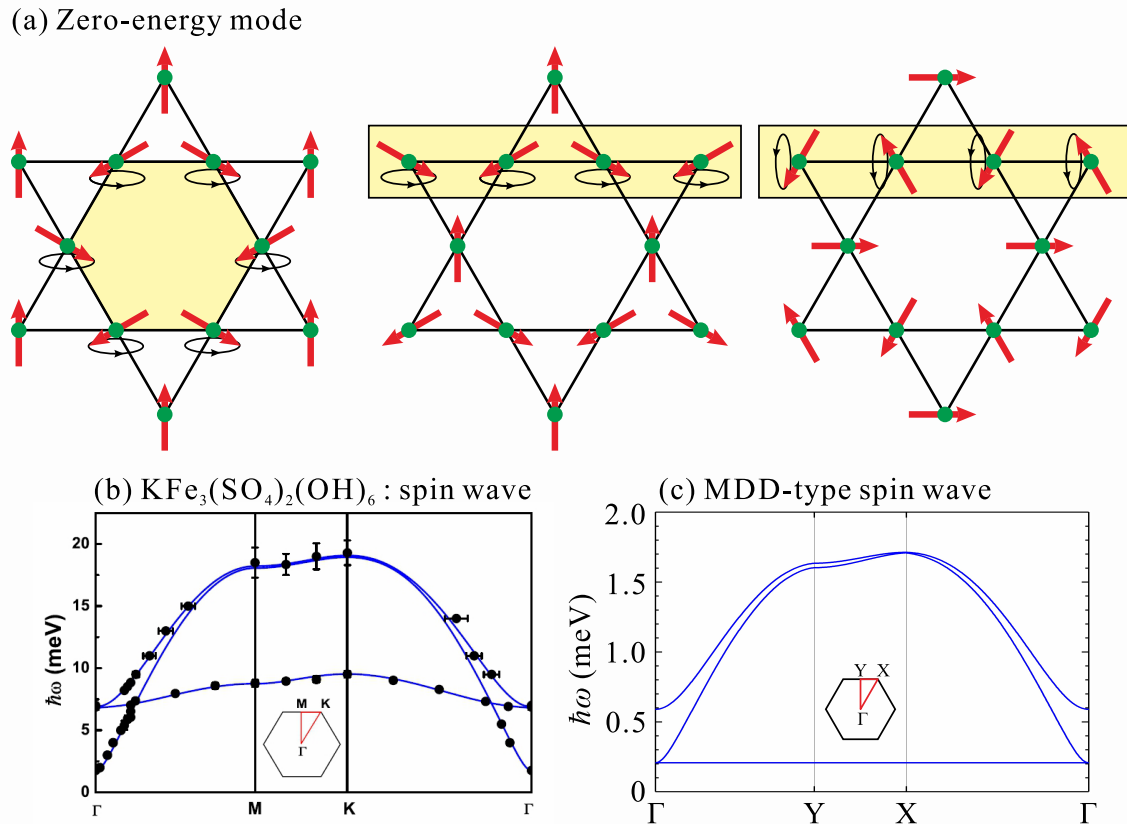 (a) Zero-energy mode
(b) KFe₃(SO₄)₂(OH)₆ : spin wave
ħω (meV)
20
15
10
5
0
Γ M K Γ
M K
Γ
(c) MDD-type spin wave
ħω (meV)
2.0
1.5
1.0
0.5
0
Γ Y X Γ
Y X
Γ